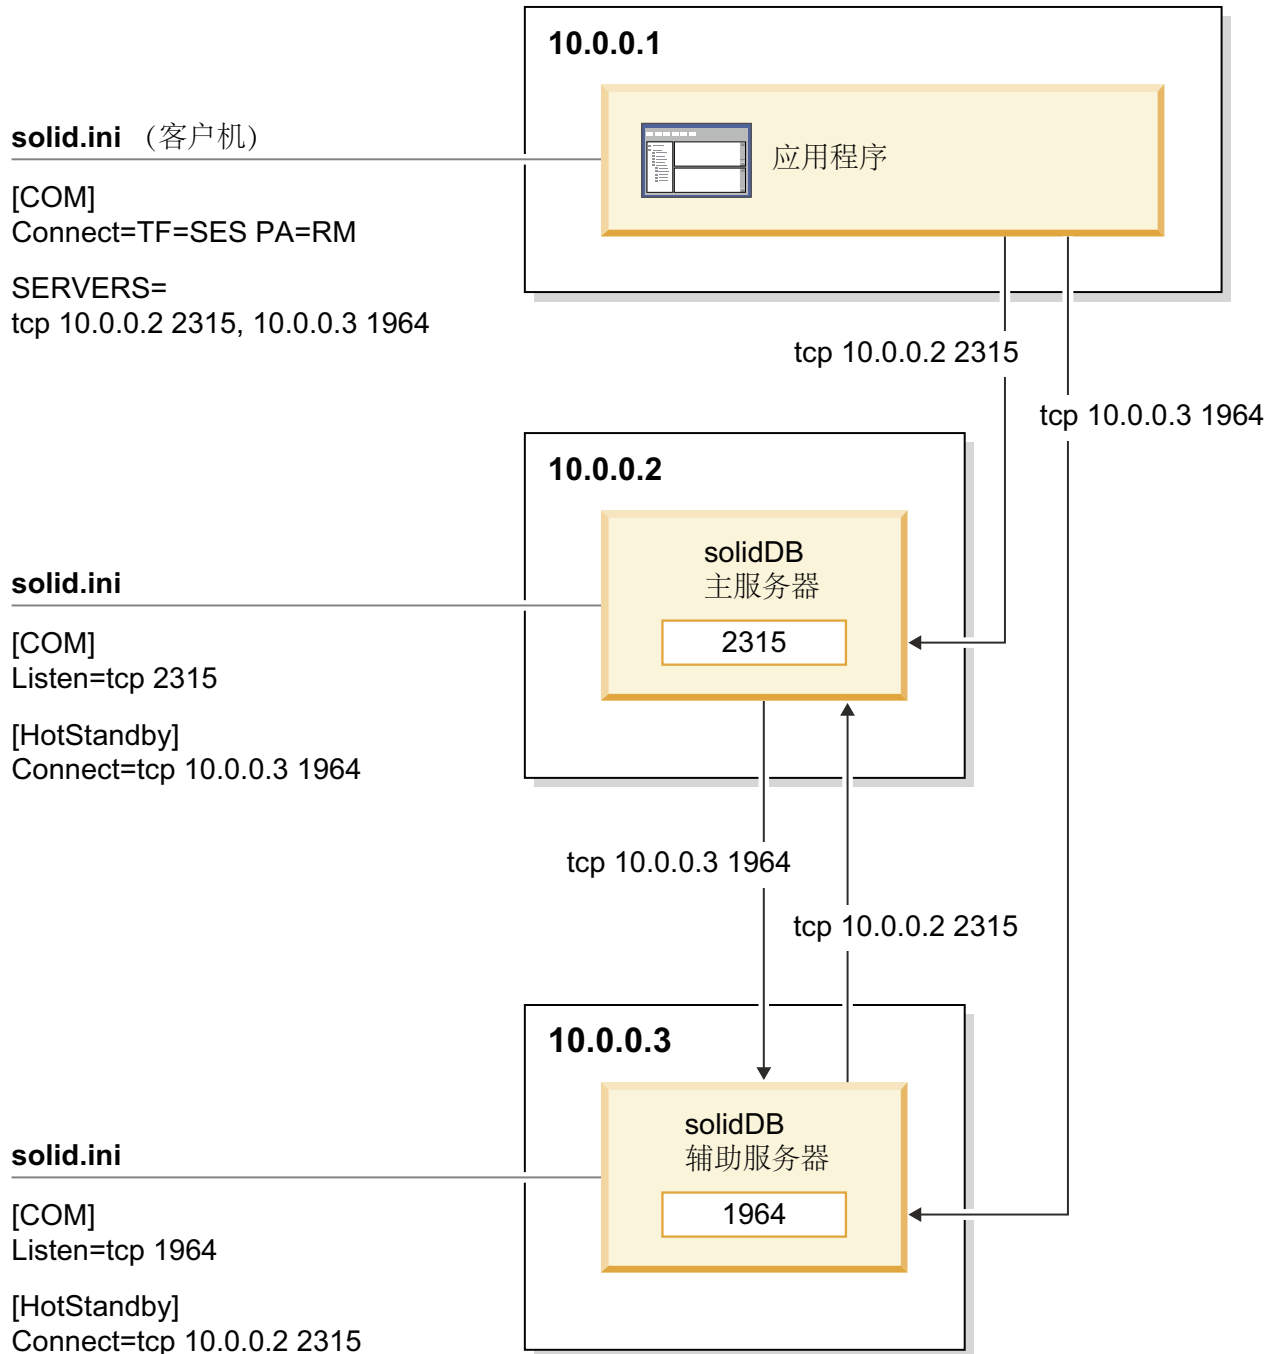 10.0.0.1
solid.ini （客户机）
应用程序
[COM]
Connect=TF=SES PA=RM
SERVERS=
tcp 10.0.0.2 2315, 10.0.0.3 1964
tcp 10.0.0.2 2315
tcp 10.0.0.3 1964
10.0.0.2
solidDB
主服务器
2315
solid.ini
[COM]
Listen=tcp 2315
[HotStandby]
Connect=tcp 10.0.0.3 1964
tcp 10.0.0.3 1964
tcp 10.0.0.2 2315
10.0.0.3
solidDB
辅助服务器
1964
solid.ini
[COM]
Listen=tcp 1964
[HotStandby]
Connect=tcp 10.0.0.2 2315